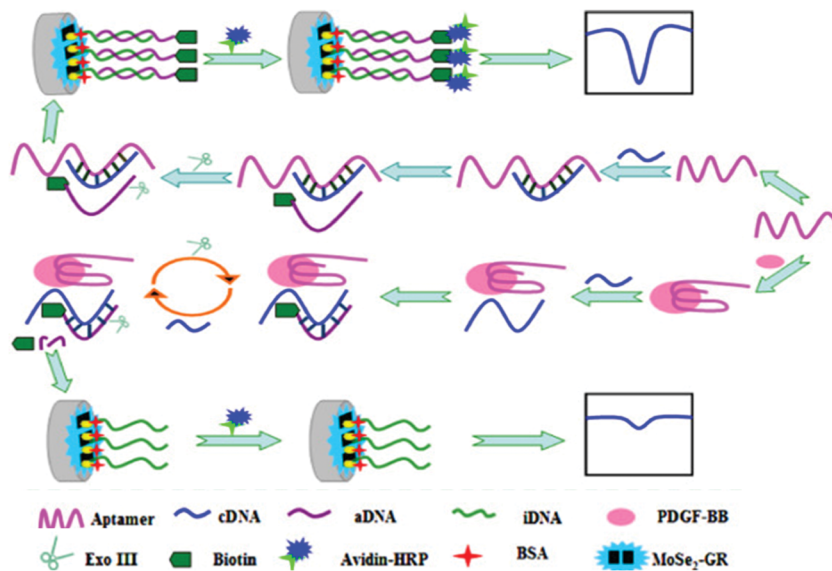 Aptamer cDNA aDNA iDNA PDGF-BB
Exo III Biotin Avidin-HRP BSA MoSe₂-GR